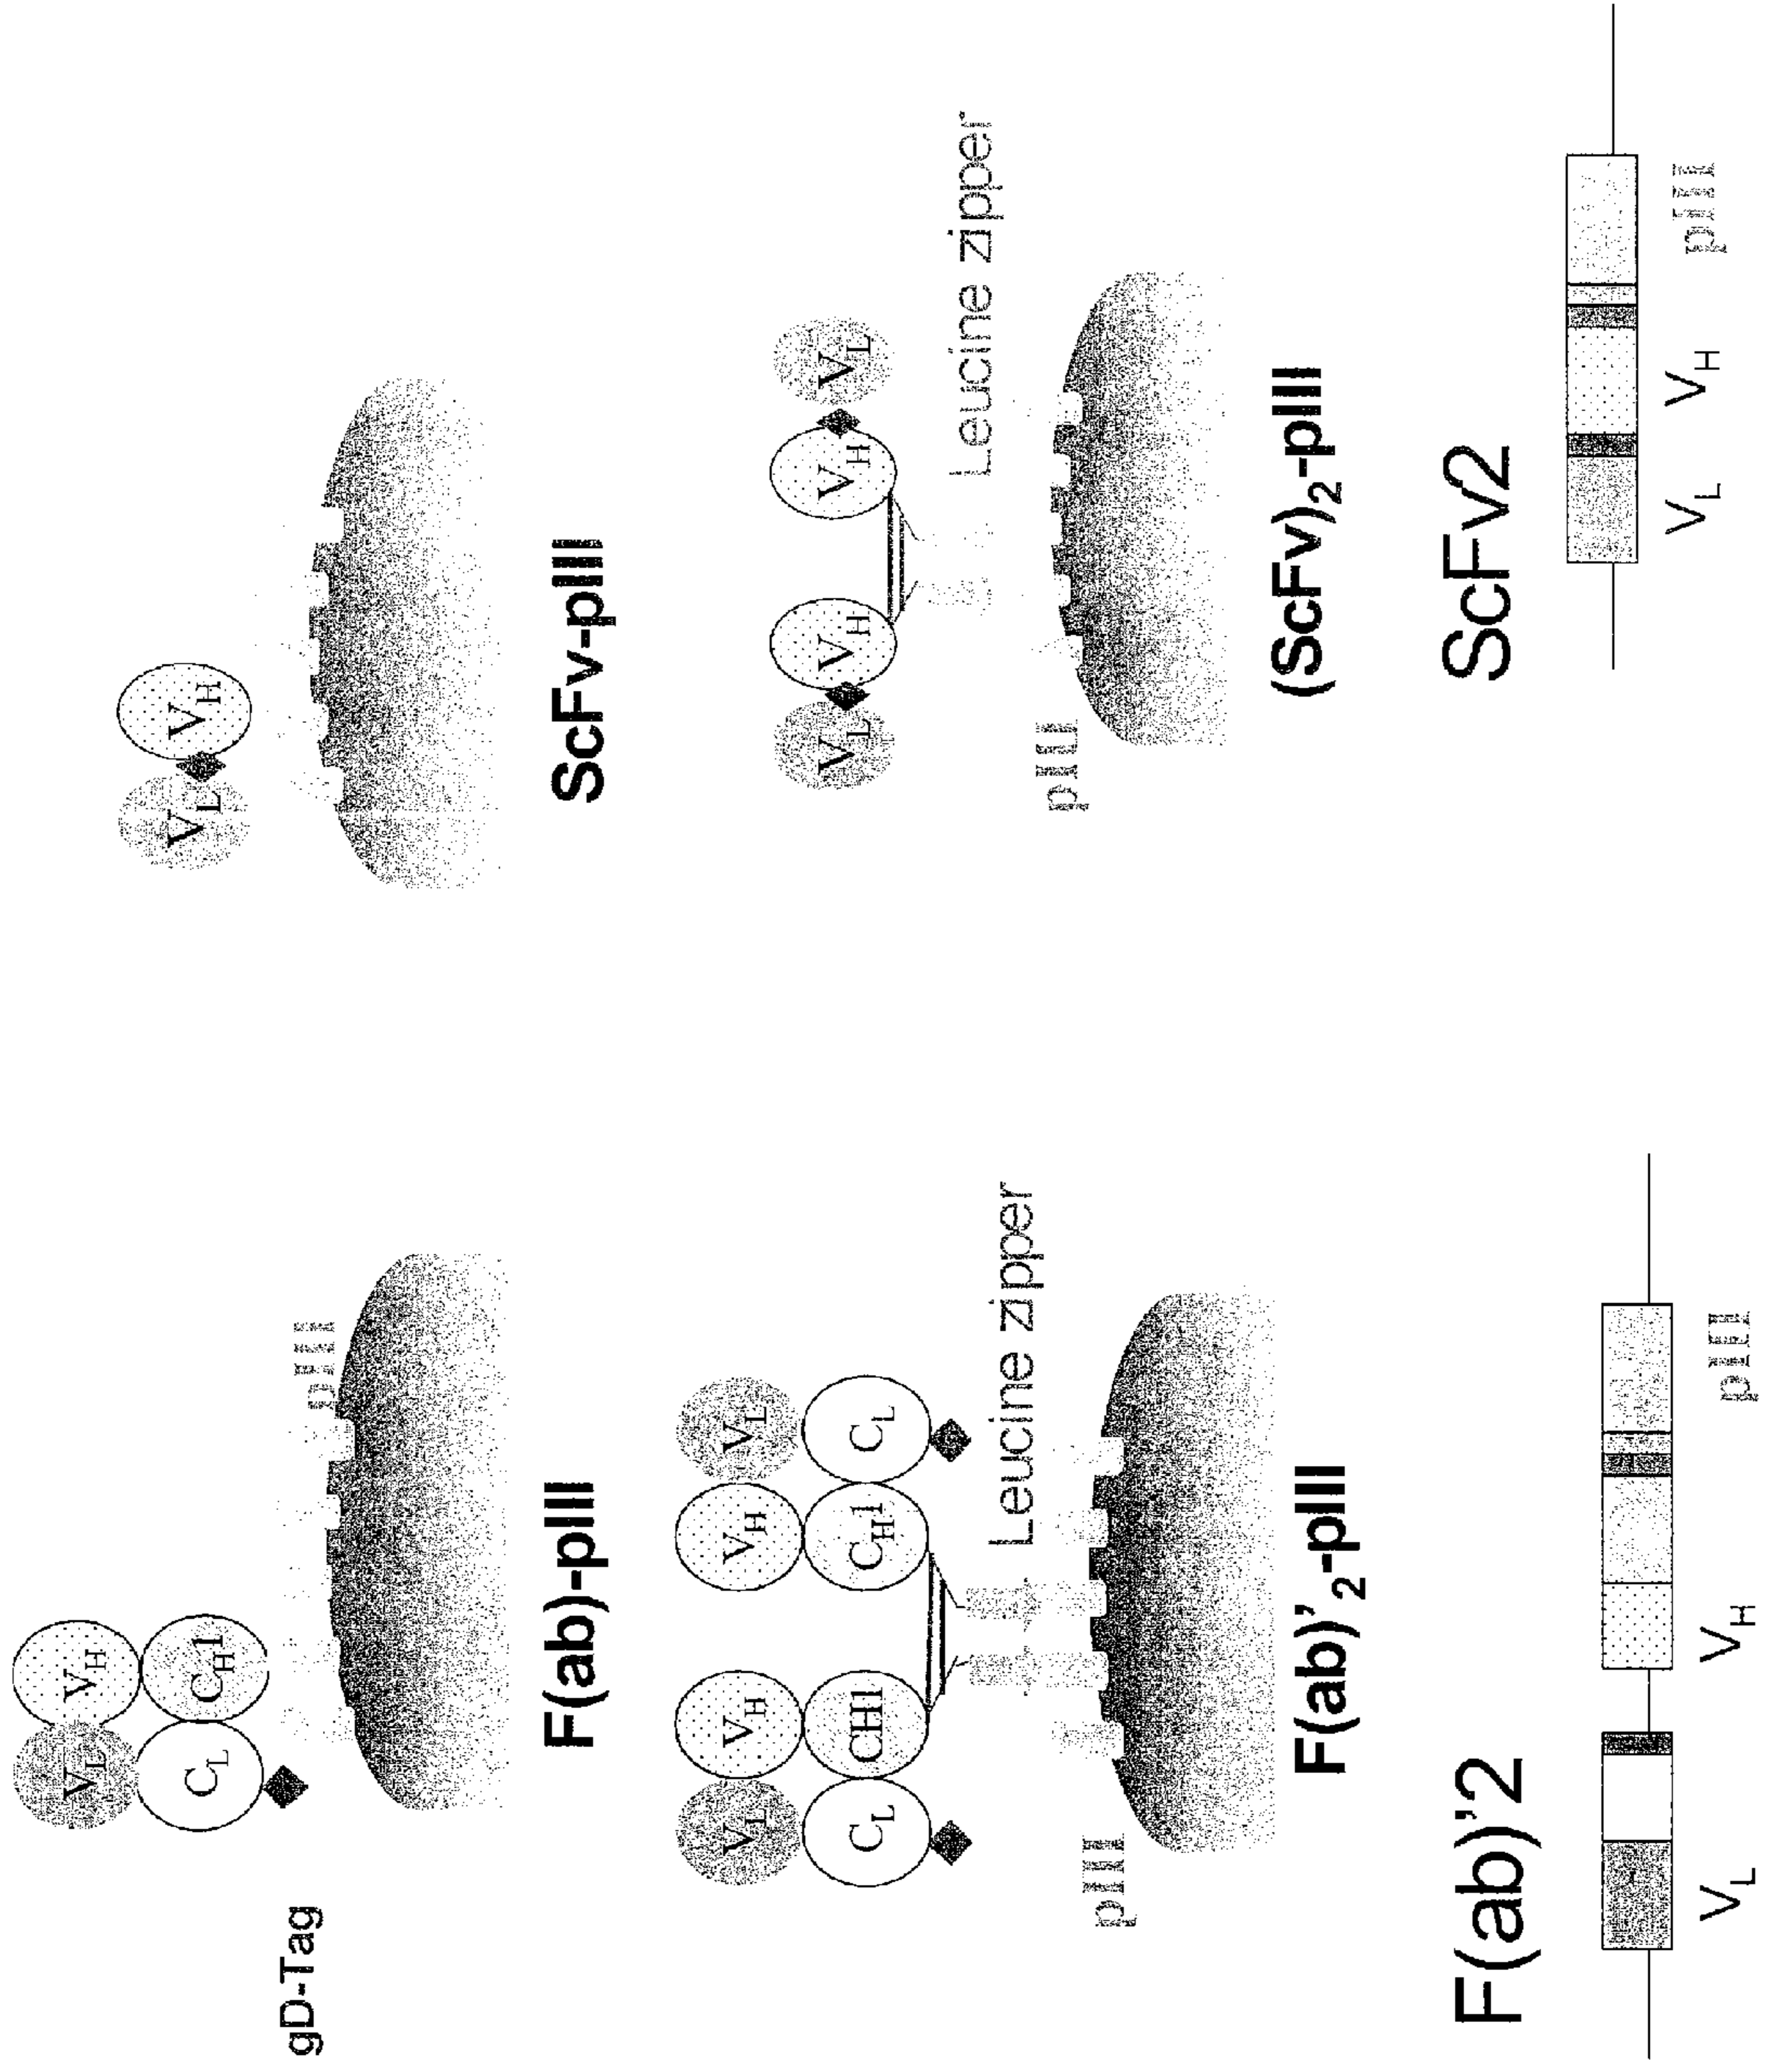 V_L V_H
C_L C_H1
gD-Tag
pIII
F(ab)-pIII
V_L V_H
ScFv-pIII
V_L V_H V_H V_L
C_L CH1 C_H1 C_L
Leucine zipper
pIII
F(ab)'₂-pIII
V_L V_H V_H V_L
Leucine zipper
pIII
(ScFv)₂-pIII
F(ab)'2
V_L V_H pIII
ScFv2
V_L V_H pIII